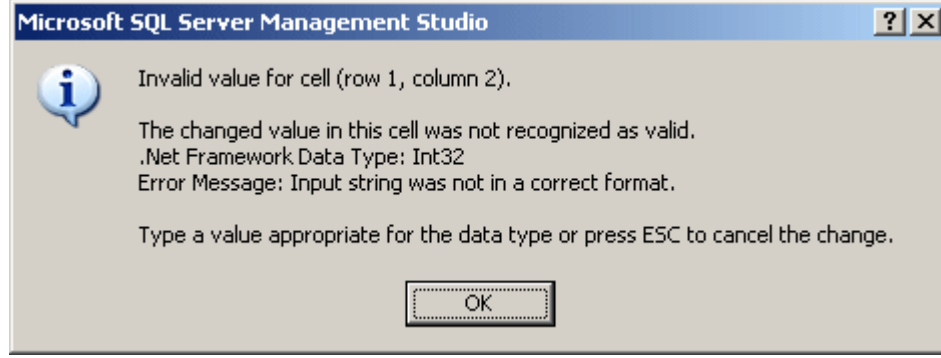 Microsoft SQL Server Management Studio
Invalid value for cell (row 1, column 2).
The changed value in this cell was not recognized as valid.
.Net Framework Data Type: Int32
Error Message: Input string was not in a correct format.
Type a value appropriate for the data type or press ESC to cancel the change.
OK